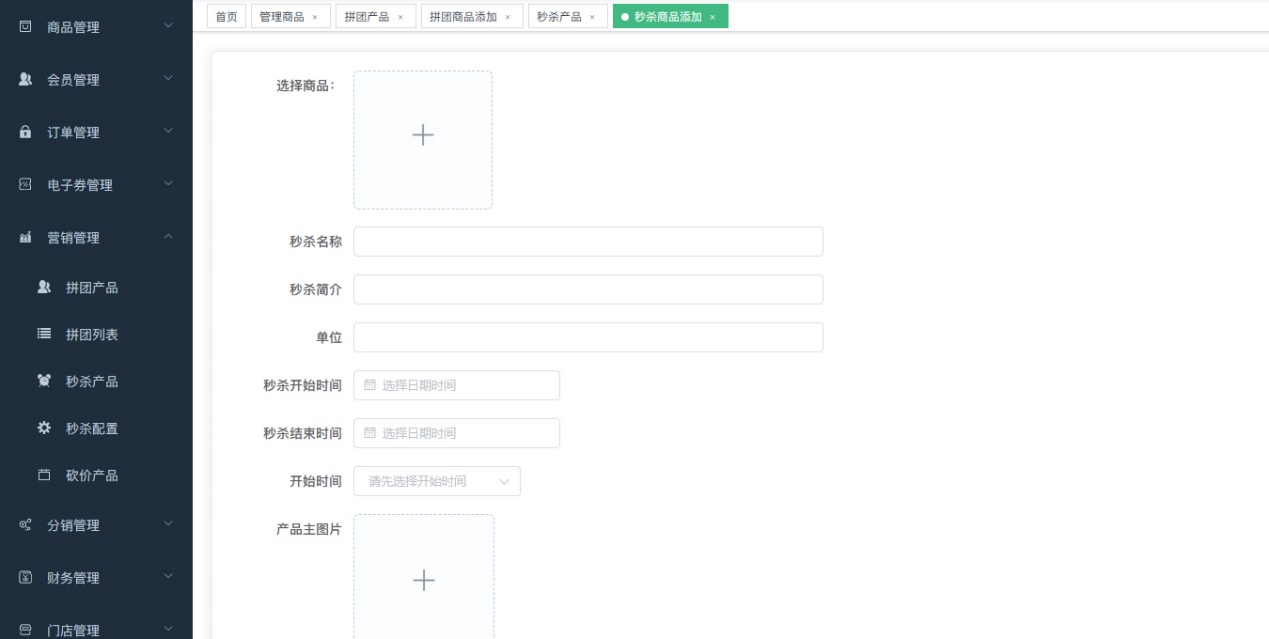 商品管理
会员管理
订单管理
电子券管理
营销管理
拼团产品
拼团列表
秒杀产品
秒杀配置
砍价产品
分销管理
财务管理
门店管理
首页 管理商品 × 拼团产品 × 拼团商品添加 × 秒杀产品 × 秒杀商品添加 ×
选择商品：
秒杀名称
秒杀简介
单位
秒杀开始时间 选择日期时间
秒杀结束时间 选择日期时间
开始时间 请先选择开始时间
产品主图片